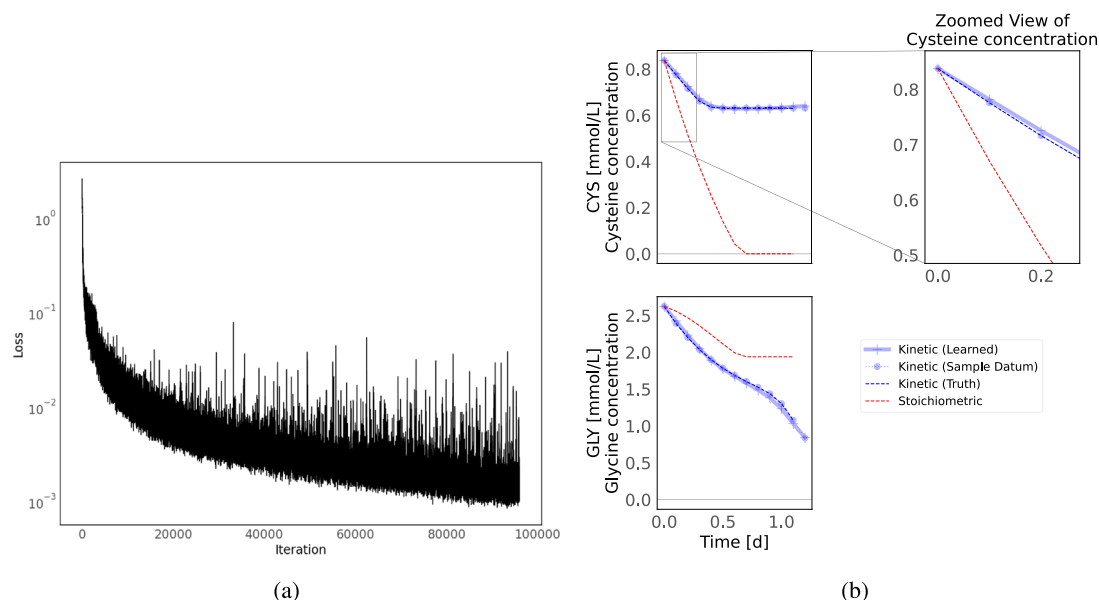 10^0
10^-1
10^-2
10^-3
Loss
0
20000
40000
60000
80000
100000
Iteration
(a)
CYS [mmol/L]
Cysteine concentration
0.8
0.6
0.4
0.2
0.0
Zoomed View of
Cysteine concentration
0.8
0.7
0.6
0.5
0.0
0.2
GLY [mmol/L]
Glycine concentration
2.5
2.0
1.5
1.0
0.5
0.0
0.0
0.5
1.0
Time [d]
Kinetic (Learned)
Kinetic (Sample Datum)
Kinetic (Truth)
Stoichiometric
(b)